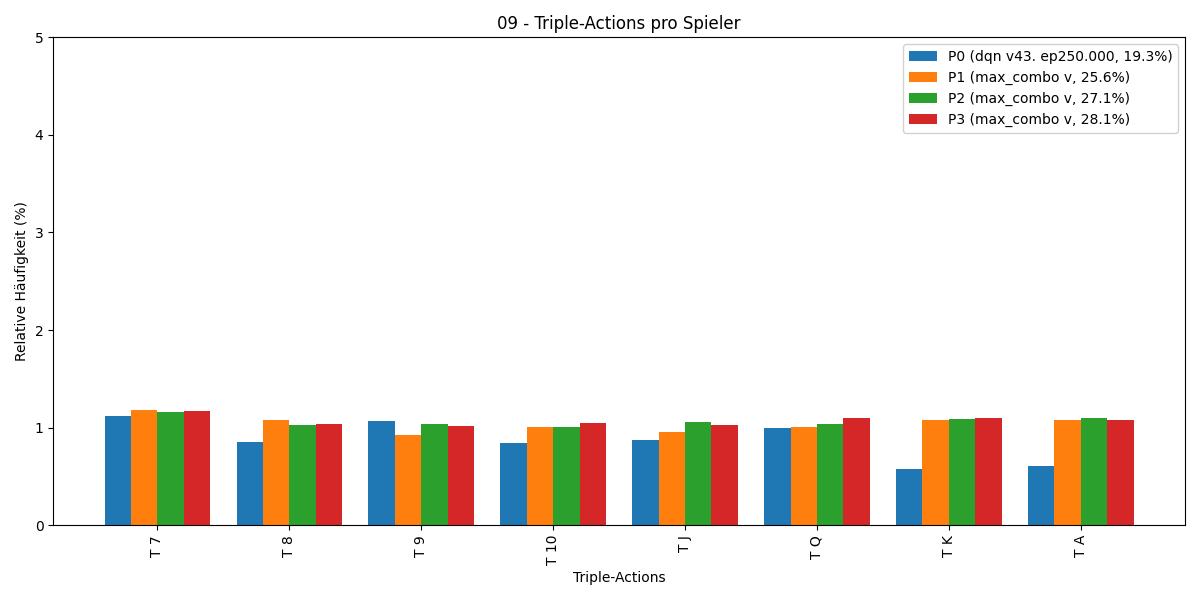 09 - Triple-Actions pro Spieler
P0 (dqn v43. ep250.000, 19.3%)
P1 (max_combo v, 25.6%)
P2 (max_combo v, 27.1%)
P3 (max_combo v, 28.1%)
Relative Häufigkeit (%)
5
4
3
2
1
0
T 7
T 8
T 9
T 10
T J
T Q
T K
T A
Triple-Actions